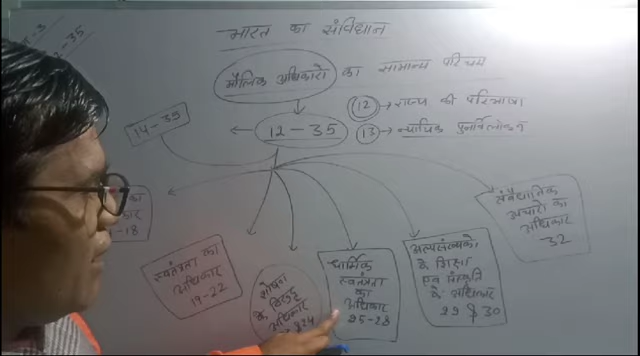 भारत का संविधान
मौलिक अधिकारो का सामान्य परिचय
12-35
(12) → राज्य की परिभाषा
(13) → न्यायिक पुनर्विलोकन
14-35
का
कार
-18
स्वतंत्रता का
अधिकार
19-22
शोषण
के विरुद्ध
अधिकार
24
धार्मिक
स्वतंत्रता
का
अधिकार
25-28
अल्पसंख्यको
के शिक्षा
एवं संस्कृति
के अधिकार
29 व 30
संवैधानिक
उपचारो का
अधिकार
32